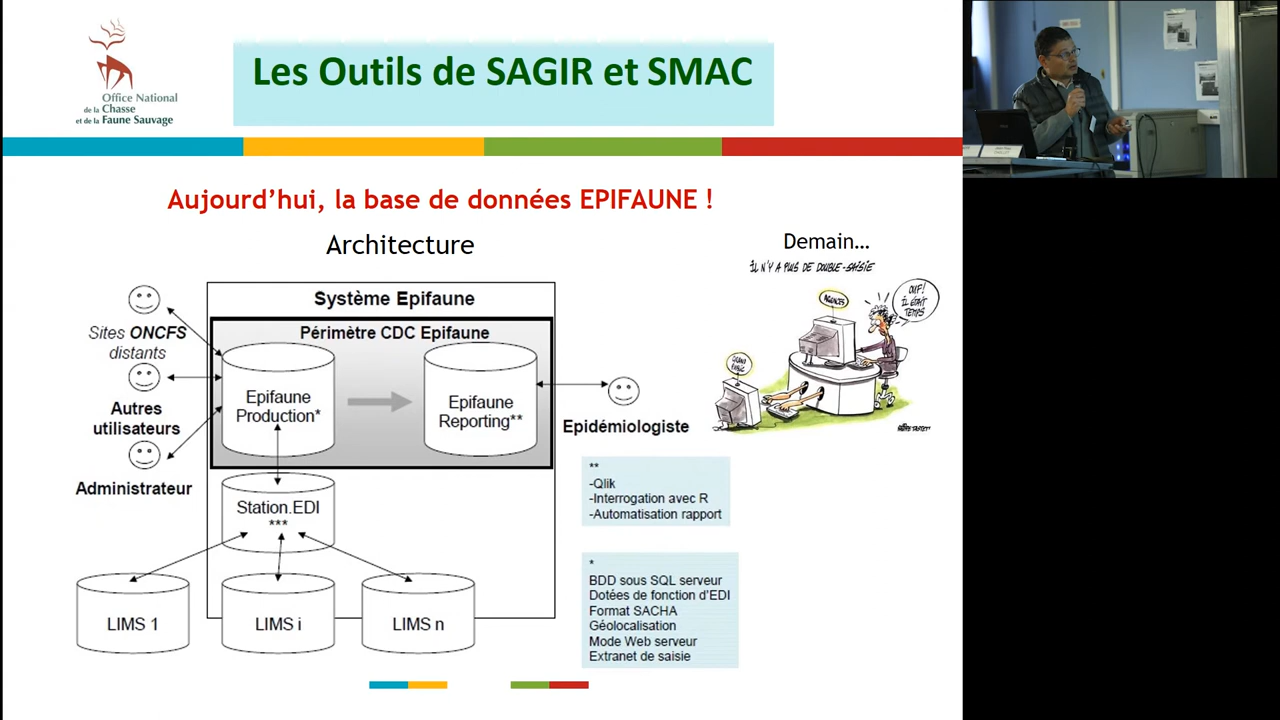 Office National
de la Chasse
et de la Faune Sauvage
Les Outils de SAGIR et SMAC
Aujourd'hui, la base de données EPIFAUNE !
Architecture
Système Epifaune
Périmètre CDC Epifaune
Sites ONCFS
distants
Autres
utilisateurs
Administrateur
Epifaune
Production*
Epifaune
Reporting**
Epidémiologiste
Station.EDI
***
LIMS 1
LIMS i
LIMS n
Demain…
IL N'Y A PLUS DE DOUBLE-SAISIE
OUF!
IL ÉTAIT
TEMPS
**
-Qlik
-Interrogation avec R
-Automatisation rapport
*
BDD sous SQL serveur
Dotées de fonction d'EDI
Format SACHA
Géolocalisation
Mode Web serveur
Extranet de saisie